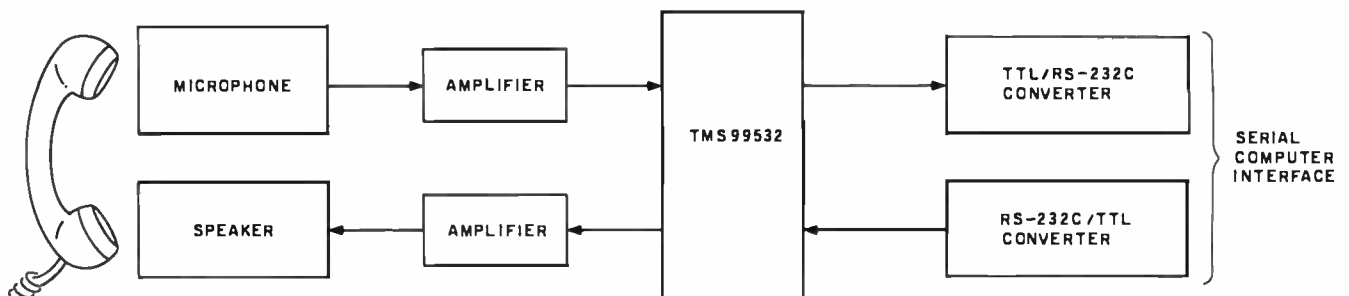 MICROPHONE
AMPLIFIER
TMS99532
TTL/RS-232C
CONVERTER
SERIAL
COMPUTER
INTERFACE
SPEAKER
AMPLIFIER
RS-232C/TTL
CONVERTER